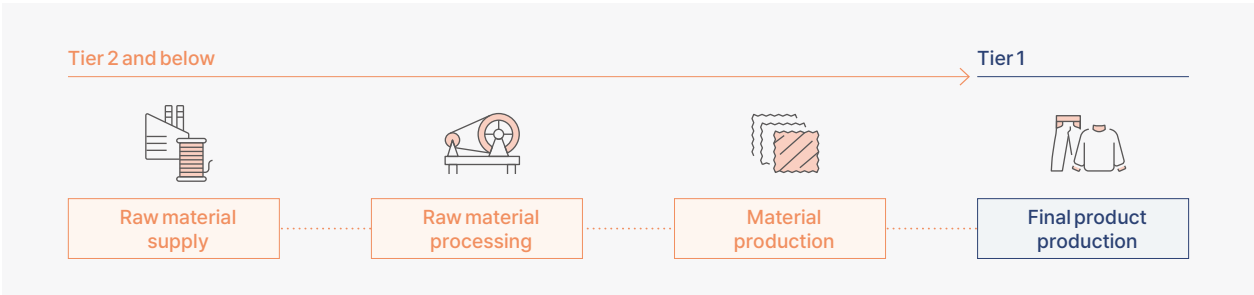 Tier 2 and below
Tier 1
Raw material
supply
Raw material
processing
Material
production
Final product
production